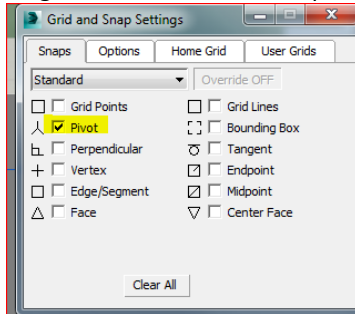 Grid and Snap Settings
Snaps Options Home Grid User Grids
Standard Override OFF
Grid Points Grid Lines
Pivot Bounding Box
Perpendicular Tangent
Vertex Endpoint
Edge/Segment Midpoint
Face Center Face
Clear All